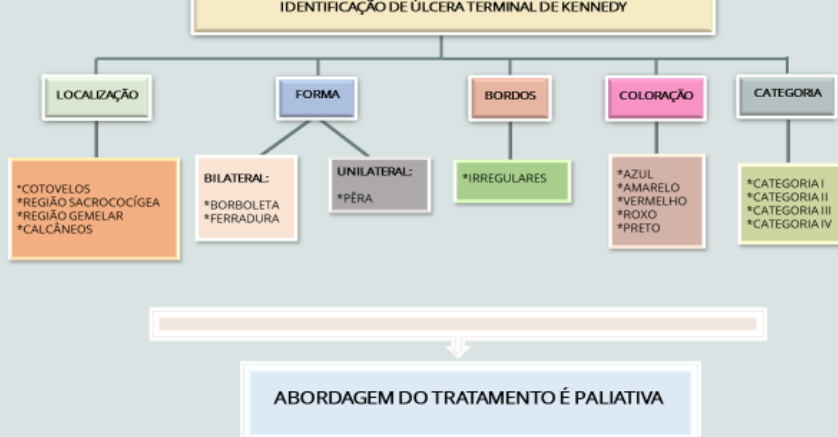 IDENTIFICAÇÃO DE ÚLCERA TERMINAL DE KENNEDY
LOCALIZAÇÃO
*COTOVELOS
*REGIÃO SACROCOCÍGEA
*REGIÃO GEMELAR
*CALCÂNEOS
FORMA
BILATERAL:
*BORBOLETA
*FERRADURA
UNILATERAL:
*PÊRA
BORDOS
*IRREGULARES
COLORAÇÃO
*AZUL
*AMARELO
*VERMELHO
*ROXO
*PRETO
CATEGORIA
*CATEGORIA I
*CATEGORIA II
*CATEGORIA III
*CATEGORIA IV
ABORDAGEM DO TRATAMENTO É PALIATIVA